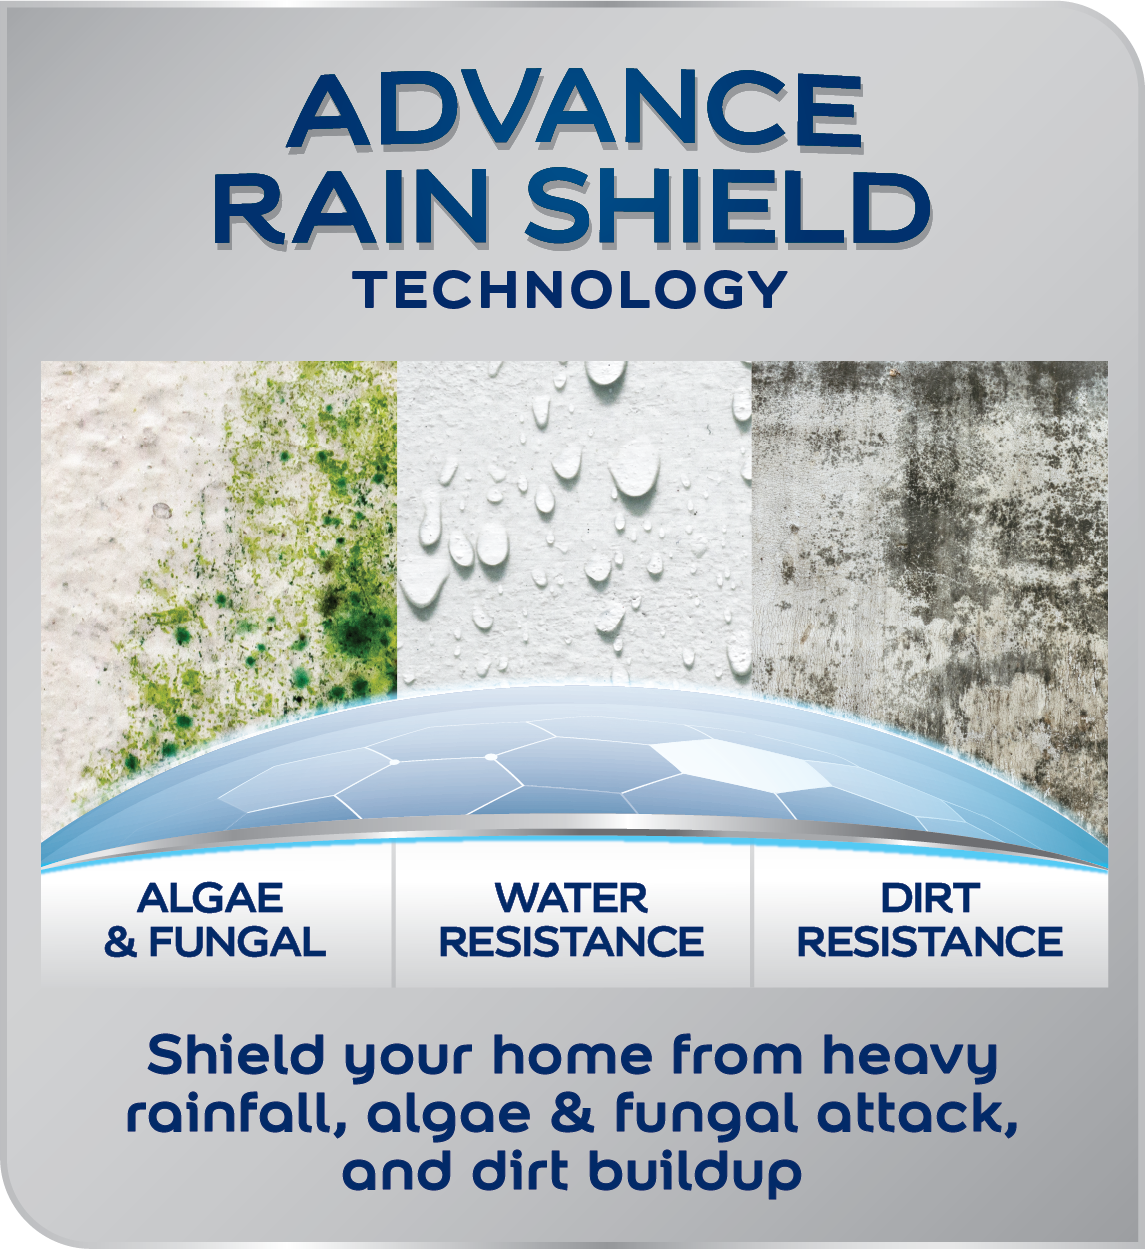 ADVANCE
RAIN SHIELD
TECHNOLOGY
ALGAE
& FUNGAL
WATER
RESISTANCE
DIRT
RESISTANCE
Shield your home from heavy
rainfall, algae & fungal attack,
and dirt buildup